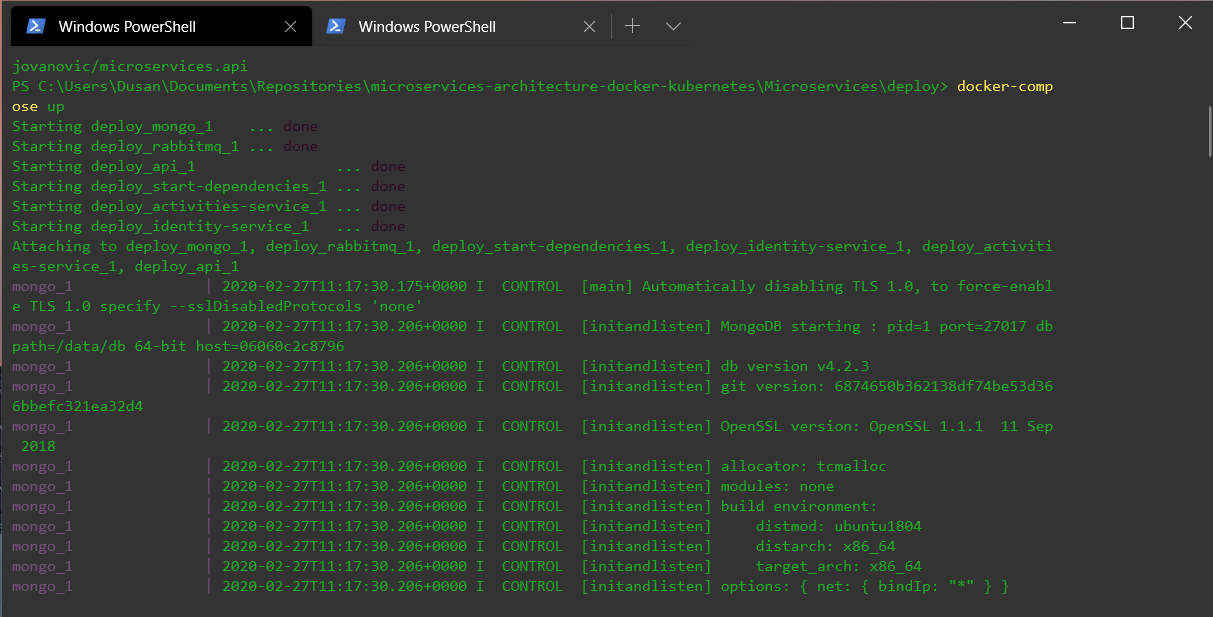 Windows PowerShell
Windows PowerShell
jovanovic/microservices.api
PS C:\Users\Dusan\Documents\Repositories\microservices-architecture-docker-kubernetes\Microservices\deploy> docker-comp
ose up
Starting deploy_mongo_1    ... done
Starting deploy_rabbitmq_1 ... done
Starting deploy_api_1                ... done
Starting deploy_start-dependencies_1 ... done
Starting deploy_activities-service_1 ... done
Starting deploy_identity-service_1   ... done
Attaching to deploy_mongo_1, deploy_rabbitmq_1, deploy_start-dependencies_1, deploy_identity-service_1, deploy_activiti
es-service_1, deploy_api_1
mongo_1               | 2020-02-27T11:17:30.175+0000 I  CONTROL  [main] Automatically disabling TLS 1.0, to force-enabl
e TLS 1.0 specify --sslDisabledProtocols 'none'
mongo_1               | 2020-02-27T11:17:30.206+0000 I  CONTROL  [initandlisten] MongoDB starting : pid=1 port=27017 db
path=/data/db 64-bit host=06060c2c8796
mongo_1               | 2020-02-27T11:17:30.206+0000 I  CONTROL  [initandlisten] db version v4.2.3
mongo_1               | 2020-02-27T11:17:30.206+0000 I  CONTROL  [initandlisten] git version: 6874650b362138df74be53d36
6bbefc321ea32d4
mongo_1               | 2020-02-27T11:17:30.206+0000 I  CONTROL  [initandlisten] OpenSSL version: OpenSSL 1.1.1  11 Sep
 2018
mongo_1               | 2020-02-27T11:17:30.206+0000 I  CONTROL  [initandlisten] allocator: tcmalloc
mongo_1               | 2020-02-27T11:17:30.206+0000 I  CONTROL  [initandlisten] modules: none
mongo_1               | 2020-02-27T11:17:30.206+0000 I  CONTROL  [initandlisten] build environment:
mongo_1               | 2020-02-27T11:17:30.206+0000 I  CONTROL  [initandlisten]     distmod: ubuntu1804
mongo_1               | 2020-02-27T11:17:30.206+0000 I  CONTROL  [initandlisten]     distarch: x86_64
mongo_1               | 2020-02-27T11:17:30.206+0000 I  CONTROL  [initandlisten]     target_arch: x86_64
mongo_1               | 2020-02-27T11:17:30.206+0000 I  CONTROL  [initandlisten] options: { net: { bindIp: "*" } }